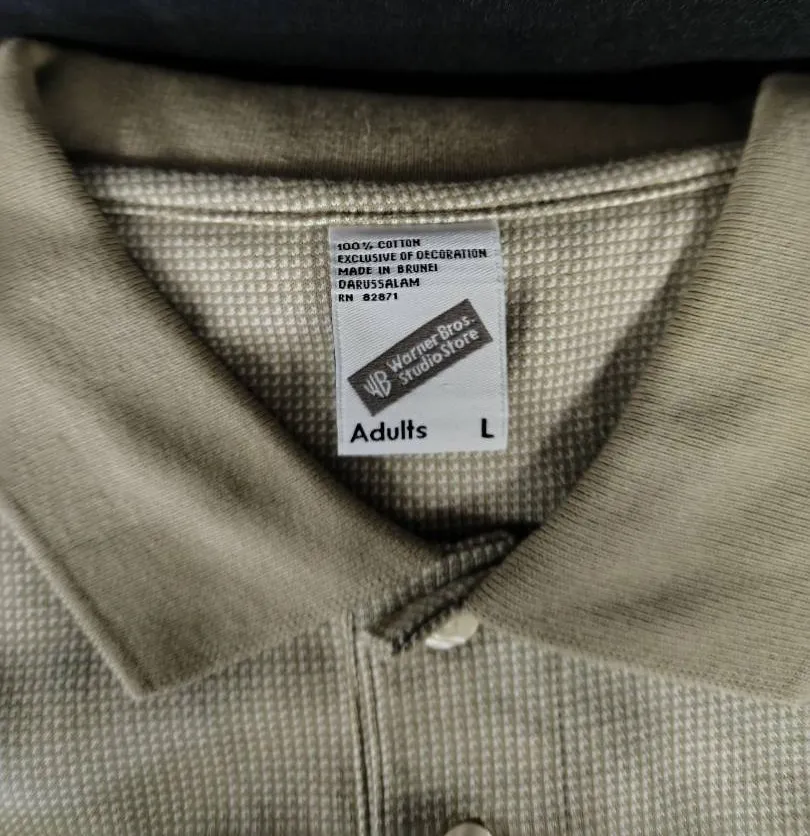 100% COTTON
EXCLUSIVE OF DECORATION
MADE IN BRUNEI
DARUSSALAM
RN 82871
WB Warner Bros.
Studio Store
Adults L